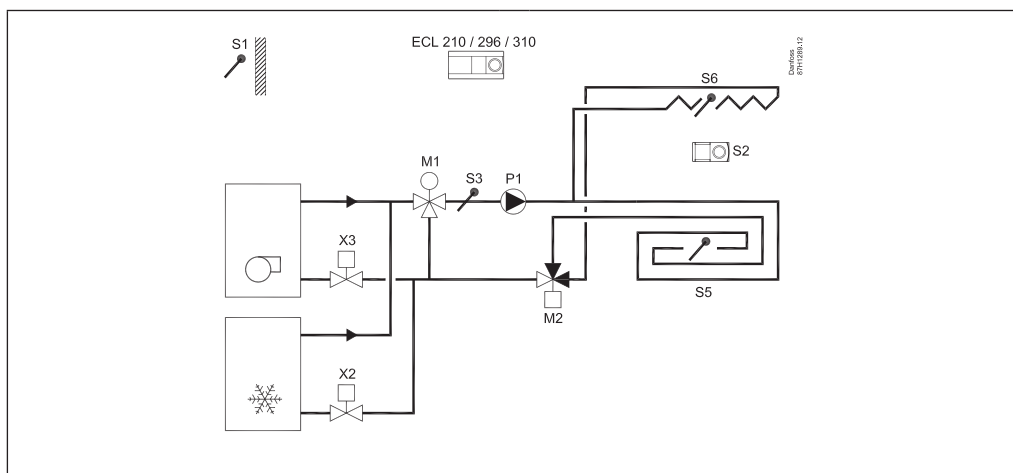 S1
ECL 210 / 296 / 310
Danfoss
87H1289.12
S6
S2
M1
S3
P1
X3
S5
M2
X2